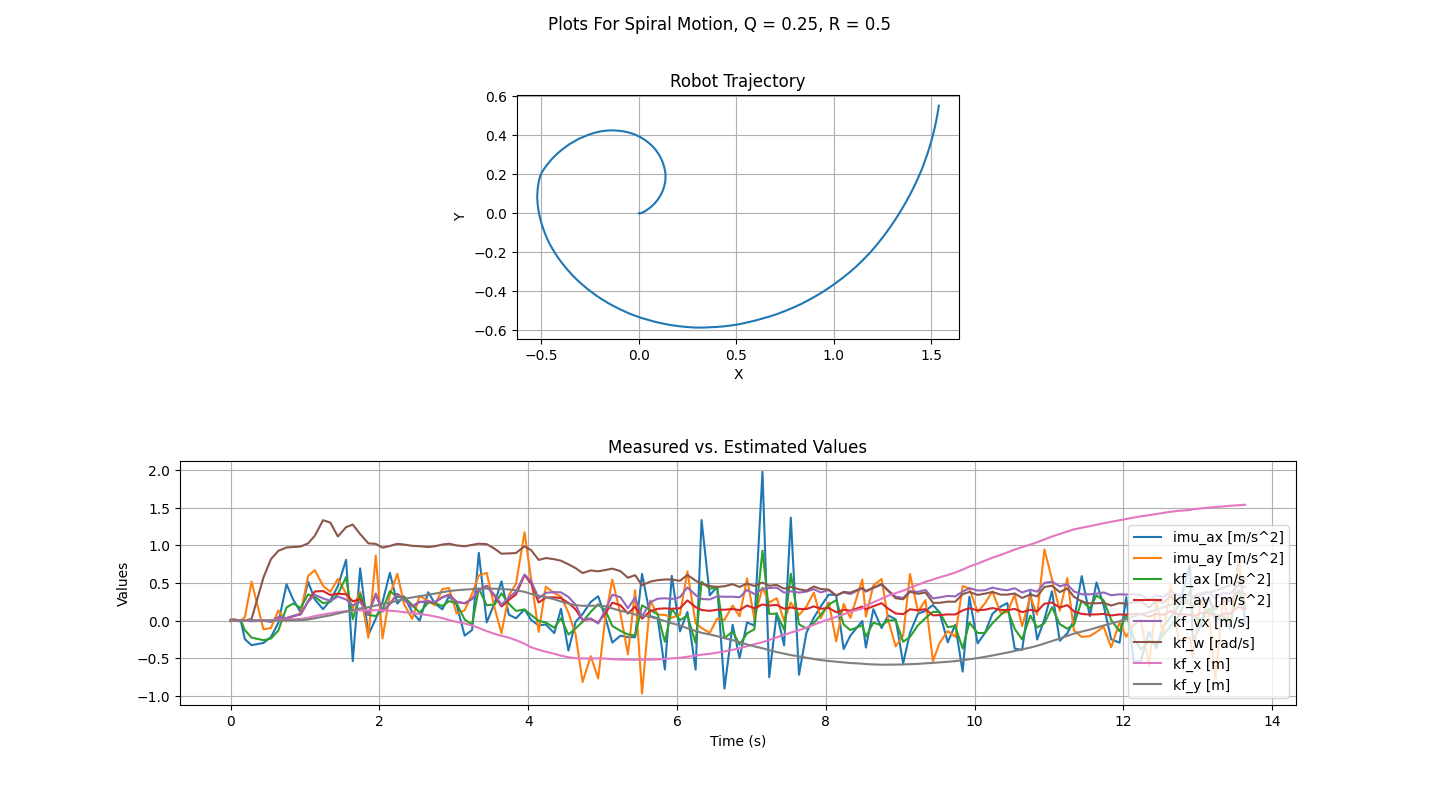 Plots For Spiral Motion, Q = 0.25, R = 0.5
Robot Trajectory
0.6
0.4
0.2
0.0
−0.2
−0.4
−0.6
Y
−0.5
0.0
0.5
1.0
1.5
X
Measured vs. Estimated Values
2.0
1.5
1.0
0.5
0.0
−0.5
−1.0
Values
imu_ax [m/s^2]
imu_ay [m/s^2]
kf_ax [m/s^2]
kf_ay [m/s^2]
kf_vx [m/s]
kf_w [rad/s]
kf_x [m]
kf_y [m]
0
2
4
6
8
10
12
14
Time (s)